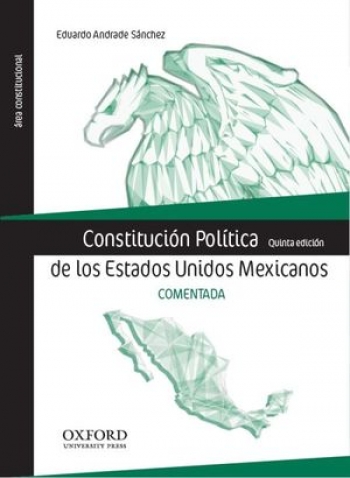 Eduardo Andrade Sánchez
área constitucional
Constitución Política Quinta edición
de los Estados Unidos Mexicanos
COMENTADA
OXFORD
UNIVERSITY PRESS